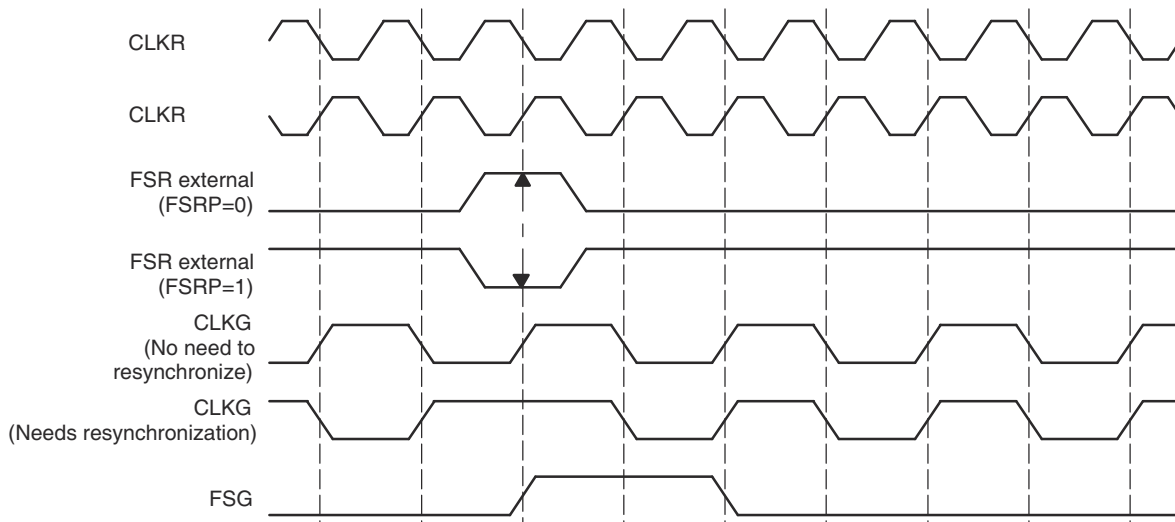 CLKR
CLKR
FSR external
(FSRP=0)
FSR external
(FSRP=1)
CLKG
(No need to
resynchronize)
CLKG
(Needs resynchronization)
FSG